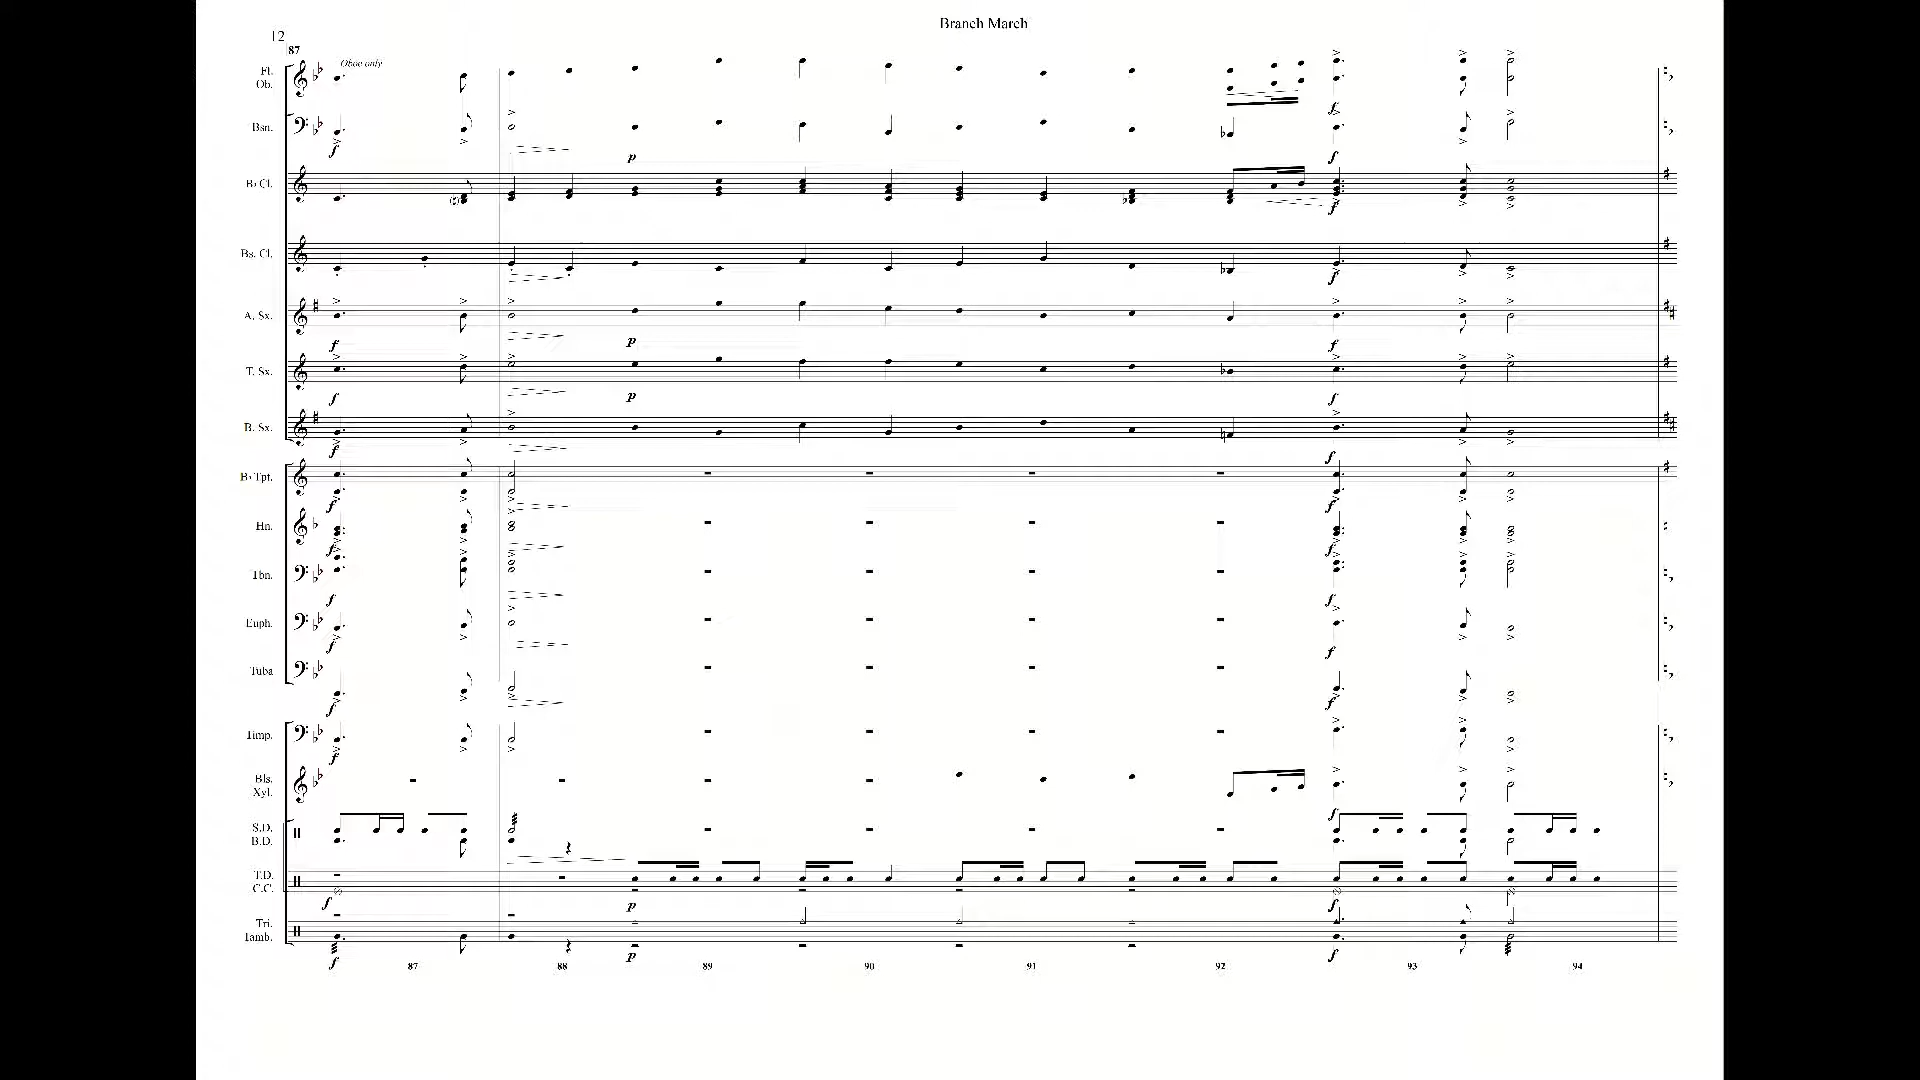 Branch March
12
87
Oboe only
Fl.
Ob.
Bsn.
f p f
B♭ Cl.
f
Bs. Cl.
f
A. Sx.
f p f
T. Sx.
f p f
B. Sx.
f f
B♭ Tpt.
f f
Hn.
f f
Tbn.
f f
Euph.
f f
Tuba
f f
Timp.
f
Bls.
Xyl.
f
S.D.
B.D.
T.D.
C.C.
f p f
Tri.
Tamb.
f p f
87 88 89 90 91 92 93 94